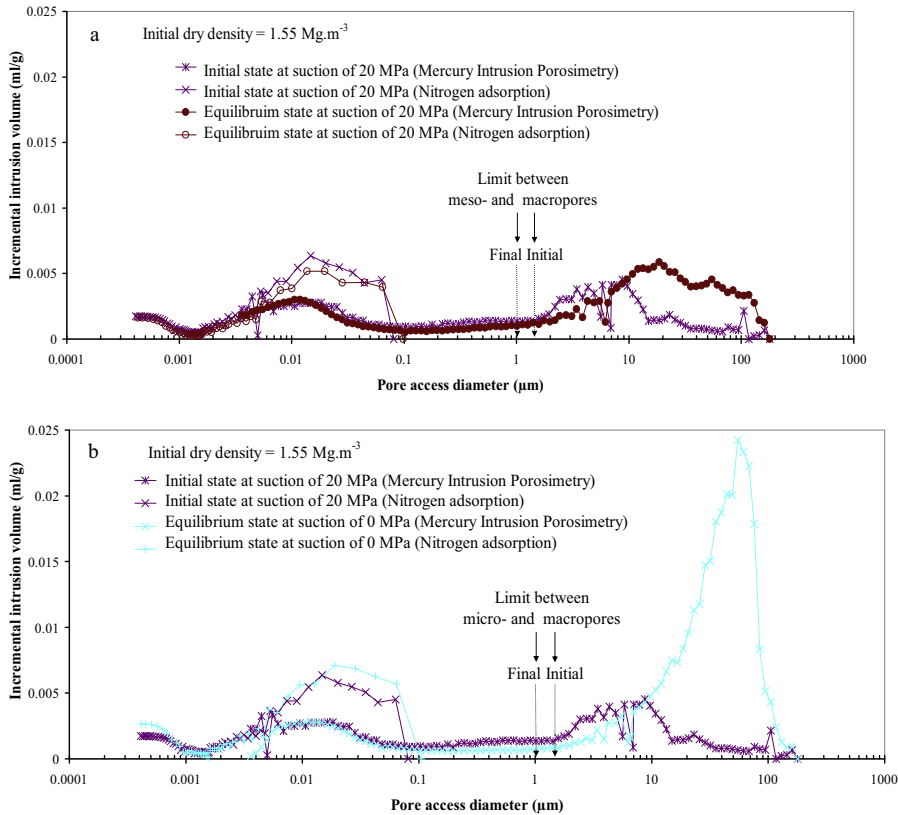 a
Initial dry density = 1.55 Mg.m-3
Initial state at suction of 20 MPa (Mercury Intrusion Porosimetry)
Initial state at suction of 20 MPa (Nitrogen adsorption)
Equilibruim state at suction of 20 MPa (Mercury Intrusion Porosimetry)
Equilibruim state at suction of 20 MPa (Nitrogen adsorption)
Limit between
meso- and macropores
Final Initial
Incremental intrusion volume (ml/g)
0.025
0.02
0.015
0.01
0.005
0
0.0001 0.001 0.01 0.1 1 10 100 1000
Pore access diameter (µm)
b
Initial dry density = 1.55 Mg.m-3
Initial state at suction of 20 MPa (Mercury Intrusion Porosimetry)
Initial state at suction of 20 MPa (Nitrogen adsorption)
Equilibrium state at suction of 0 MPa (Mercury Intrusion Porosimetry)
Equilibrium state at suction of 0 MPa (Nitrogen adsorption)
Limit between
micro- and macropores
Final Initial
Incremental intrusion volume (ml/g)
0.025
0.02
0.015
0.01
0.005
0
0.0001 0.001 0.01 0.1 1 10 100 1000
Pore access diameter (µm)